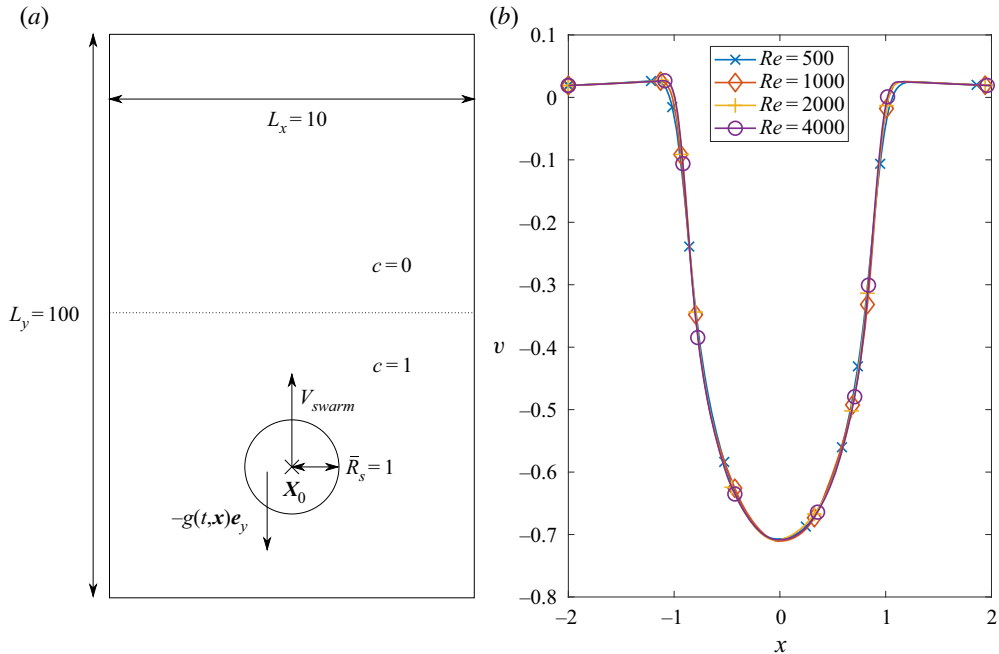 (a)
L_x = 10
c = 0
L_y = 100
c = 1
V_swarm
R̄_s = 1
X_0
–g(t,x)e_y
(b)
0.1
0
–0.1
–0.2
–0.3
–0.4
–0.5
–0.6
–0.7
–0.8
v
Re = 500
Re = 1000
Re = 2000
Re = 4000
–2
–1
0
1
2
x